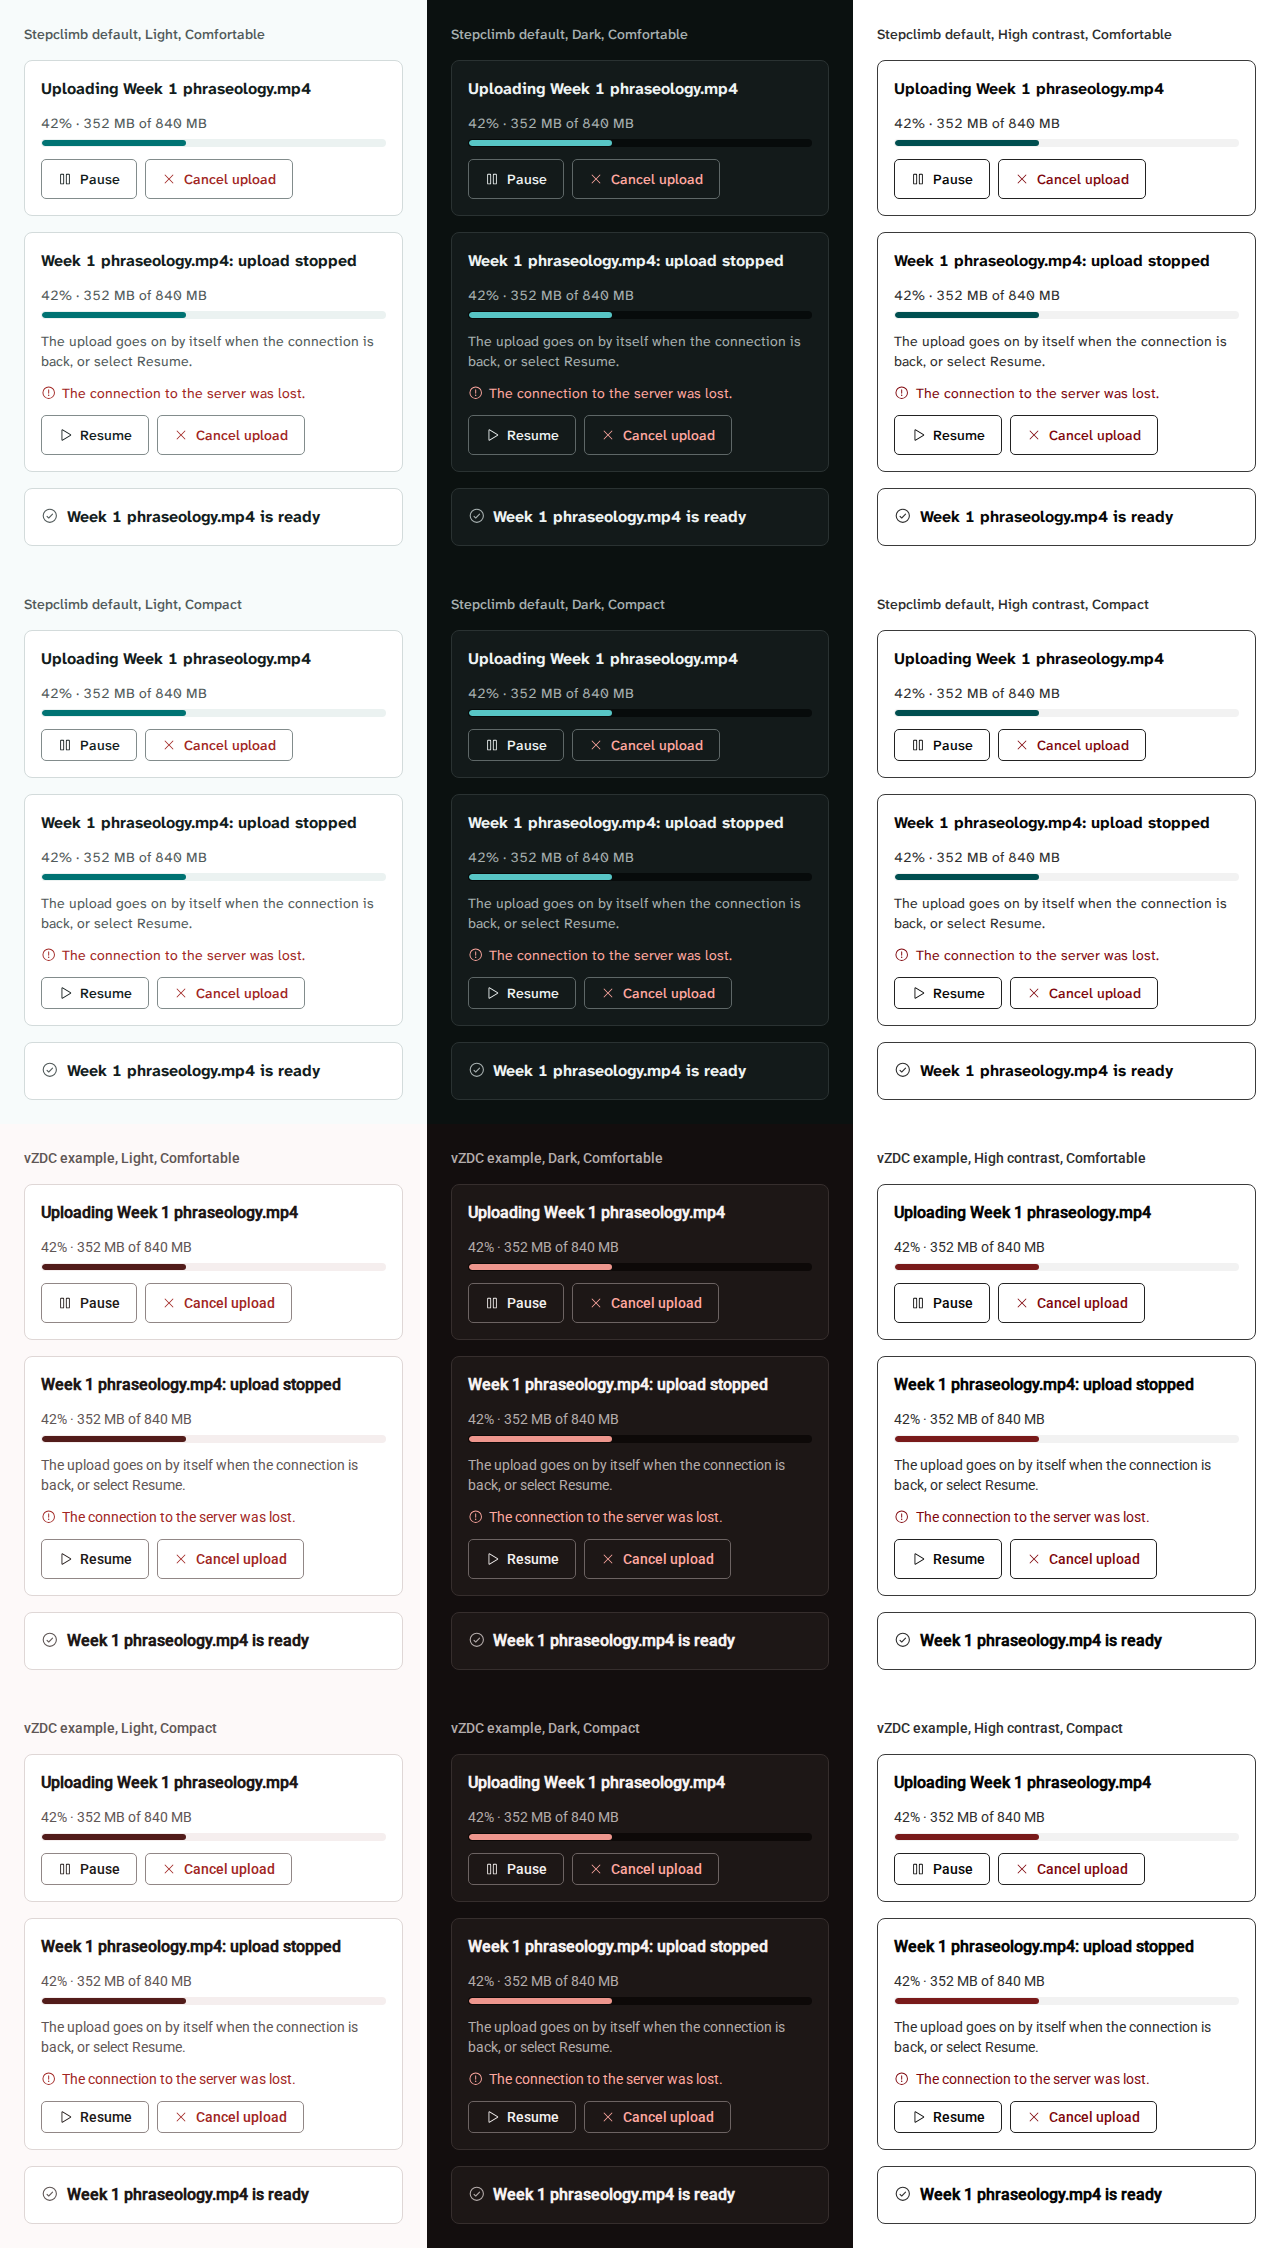 Stepclimb default, Light, Comfortable
Uploading Week 1 phraseology.mp4
42% · 352 MB of 840 MB
Pause
Cancel upload
Week 1 phraseology.mp4: upload stopped
42% · 352 MB of 840 MB
The upload goes on by itself when the connection is
back, or select Resume.
The connection to the server was lost.
Resume
Cancel upload
Week 1 phraseology.mp4 is ready
Stepclimb default, Dark, Comfortable
Uploading Week 1 phraseology.mp4
42% · 352 MB of 840 MB
Pause
Cancel upload
Week 1 phraseology.mp4: upload stopped
42% · 352 MB of 840 MB
The upload goes on by itself when the connection is
back, or select Resume.
The connection to the server was lost.
Resume
Cancel upload
Week 1 phraseology.mp4 is ready
Stepclimb default, High contrast, Comfortable
Uploading Week 1 phraseology.mp4
42% · 352 MB of 840 MB
Pause
Cancel upload
Week 1 phraseology.mp4: upload stopped
42% · 352 MB of 840 MB
The upload goes on by itself when the connection is
back, or select Resume.
The connection to the server was lost.
Resume
Cancel upload
Week 1 phraseology.mp4 is ready
Stepclimb default, Light, Compact
Uploading Week 1 phraseology.mp4
42% · 352 MB of 840 MB
Pause
Cancel upload
Week 1 phraseology.mp4: upload stopped
42% · 352 MB of 840 MB
The upload goes on by itself when the connection is
back, or select Resume.
The connection to the server was lost.
Resume
Cancel upload
Week 1 phraseology.mp4 is ready
Stepclimb default, Dark, Compact
Uploading Week 1 phraseology.mp4
42% · 352 MB of 840 MB
Pause
Cancel upload
Week 1 phraseology.mp4: upload stopped
42% · 352 MB of 840 MB
The upload goes on by itself when the connection is
back, or select Resume.
The connection to the server was lost.
Resume
Cancel upload
Week 1 phraseology.mp4 is ready
Stepclimb default, High contrast, Compact
Uploading Week 1 phraseology.mp4
42% · 352 MB of 840 MB
Pause
Cancel upload
Week 1 phraseology.mp4: upload stopped
42% · 352 MB of 840 MB
The upload goes on by itself when the connection is
back, or select Resume.
The connection to the server was lost.
Resume
Cancel upload
Week 1 phraseology.mp4 is ready
vZDC example, Light, Comfortable
Uploading Week 1 phraseology.mp4
42% · 352 MB of 840 MB
Pause
Cancel upload
Week 1 phraseology.mp4: upload stopped
42% · 352 MB of 840 MB
The upload goes on by itself when the connection is
back, or select Resume.
The connection to the server was lost.
Resume
Cancel upload
Week 1 phraseology.mp4 is ready
vZDC example, Dark, Comfortable
Uploading Week 1 phraseology.mp4
42% · 352 MB of 840 MB
Pause
Cancel upload
Week 1 phraseology.mp4: upload stopped
42% · 352 MB of 840 MB
The upload goes on by itself when the connection is
back, or select Resume.
The connection to the server was lost.
Resume
Cancel upload
Week 1 phraseology.mp4 is ready
vZDC example, High contrast, Comfortable
Uploading Week 1 phraseology.mp4
42% · 352 MB of 840 MB
Pause
Cancel upload
Week 1 phraseology.mp4: upload stopped
42% · 352 MB of 840 MB
The upload goes on by itself when the connection is
back, or select Resume.
The connection to the server was lost.
Resume
Cancel upload
Week 1 phraseology.mp4 is ready
vZDC example, Light, Compact
Uploading Week 1 phraseology.mp4
42% · 352 MB of 840 MB
Pause
Cancel upload
Week 1 phraseology.mp4: upload stopped
42% · 352 MB of 840 MB
The upload goes on by itself when the connection is
back, or select Resume.
The connection to the server was lost.
Resume
Cancel upload
Week 1 phraseology.mp4 is ready
vZDC example, Dark, Compact
Uploading Week 1 phraseology.mp4
42% · 352 MB of 840 MB
Pause
Cancel upload
Week 1 phraseology.mp4: upload stopped
42% · 352 MB of 840 MB
The upload goes on by itself when the connection is
back, or select Resume.
The connection to the server was lost.
Resume
Cancel upload
Week 1 phraseology.mp4 is ready
vZDC example, High contrast, Compact
Uploading Week 1 phraseology.mp4
42% · 352 MB of 840 MB
Pause
Cancel upload
Week 1 phraseology.mp4: upload stopped
42% · 352 MB of 840 MB
The upload goes on by itself when the connection is
back, or select Resume.
The connection to the server was lost.
Resume
Cancel upload
Week 1 phraseology.mp4 is ready